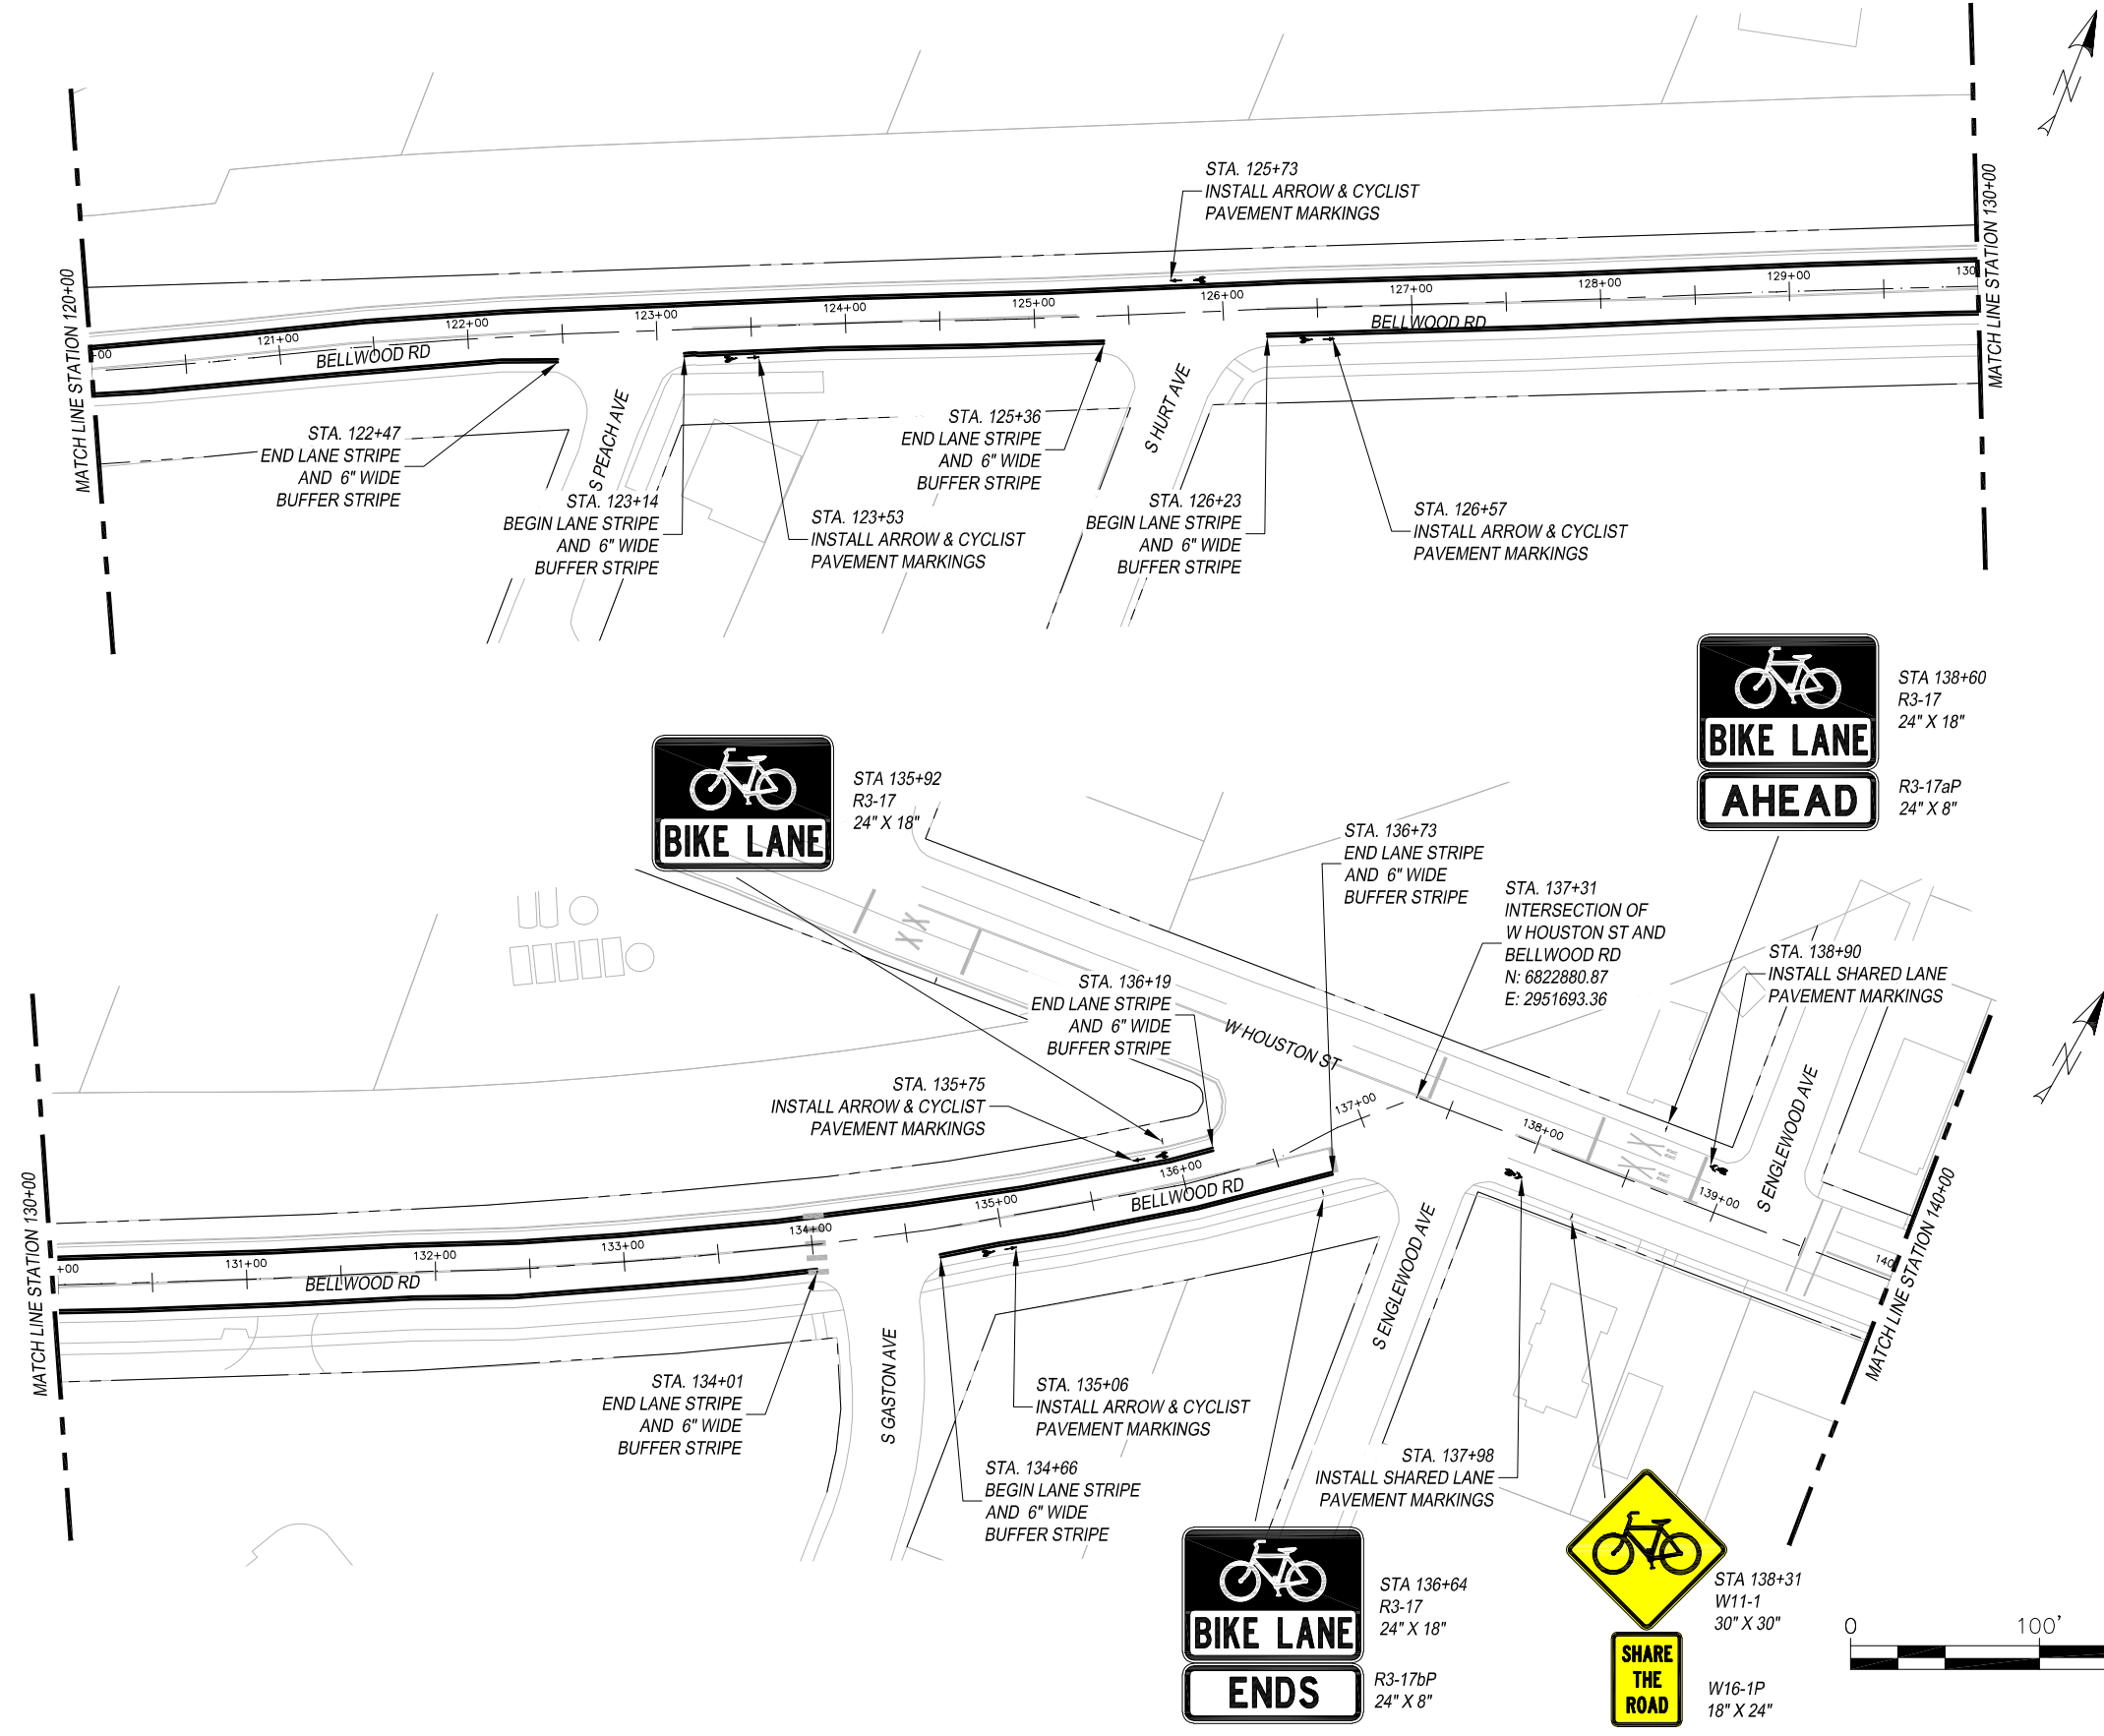 STA. 125+73
INSTALL ARROW & CYCLIST
PAVEMENT MARKINGS
N
MATCH LINE STATION 120+00
MATCH LINE STATION 130+00
+00
121+00
122+00
123+00
124+00
125+00
126+00
127+00
128+00
129+00
130
BELLWOOD RD
BELLWOOD RD
STA. 122+47
END LANE STRIPE
AND 6" WIDE
BUFFER STRIPE
S PEACH AVE
STA. 123+14
BEGIN LANE STRIPE
AND 6" WIDE
BUFFER STRIPE
STA. 123+53
INSTALL ARROW & CYCLIST
PAVEMENT MARKINGS
STA. 125+36
END LANE STRIPE
AND 6" WIDE
BUFFER STRIPE
S HURT AVE
STA. 126+23
BEGIN LANE STRIPE
AND 6" WIDE
BUFFER STRIPE
STA. 126+57
INSTALL ARROW & CYCLIST
PAVEMENT MARKINGS
BIKE LANE
AHEAD
STA 138+60
R3-17
24" X 18"
R3-17aP
24" X 8"
BIKE LANE
STA 135+92
R3-17
24" X 18"
STA. 136+73
END LANE STRIPE
AND 6" WIDE
BUFFER STRIPE
STA. 137+31
INTERSECTION OF
W HOUSTON ST AND
BELLWOOD RD
N: 6822880.87
E: 2951693.36
STA. 138+90
INSTALL SHARED LANE
PAVEMENT MARKINGS
STA. 136+19
END LANE STRIPE
AND 6" WIDE
BUFFER STRIPE
W HOUSTON ST
STA. 135+75
INSTALL ARROW & CYCLIST
PAVEMENT MARKINGS
N
MATCH LINE STATION 130+00
MATCH LINE STATION 140+00
+00
131+00
132+00
133+00
134+00
135+00
136+00
137+00
138+00
139+00
140
BELLWOOD RD
BELLWOOD RD
S ENGLEWOOD AVE
S ENGLEWOOD AVE
S GASTON AVE
STA. 134+01
END LANE STRIPE
AND 6" WIDE
BUFFER STRIPE
STA. 135+06
INSTALL ARROW & CYCLIST
PAVEMENT MARKINGS
STA. 134+66
BEGIN LANE STRIPE
AND 6" WIDE
BUFFER STRIPE
STA. 137+98
INSTALL SHARED LANE
PAVEMENT MARKINGS
BIKE LANE
ENDS
STA 136+64
R3-17
24" X 18"
R3-17bP
24" X 8"
STA 138+31
W11-1
30" X 30"
SHARE
THE
ROAD
W16-1P
18" X 24"
0 100'